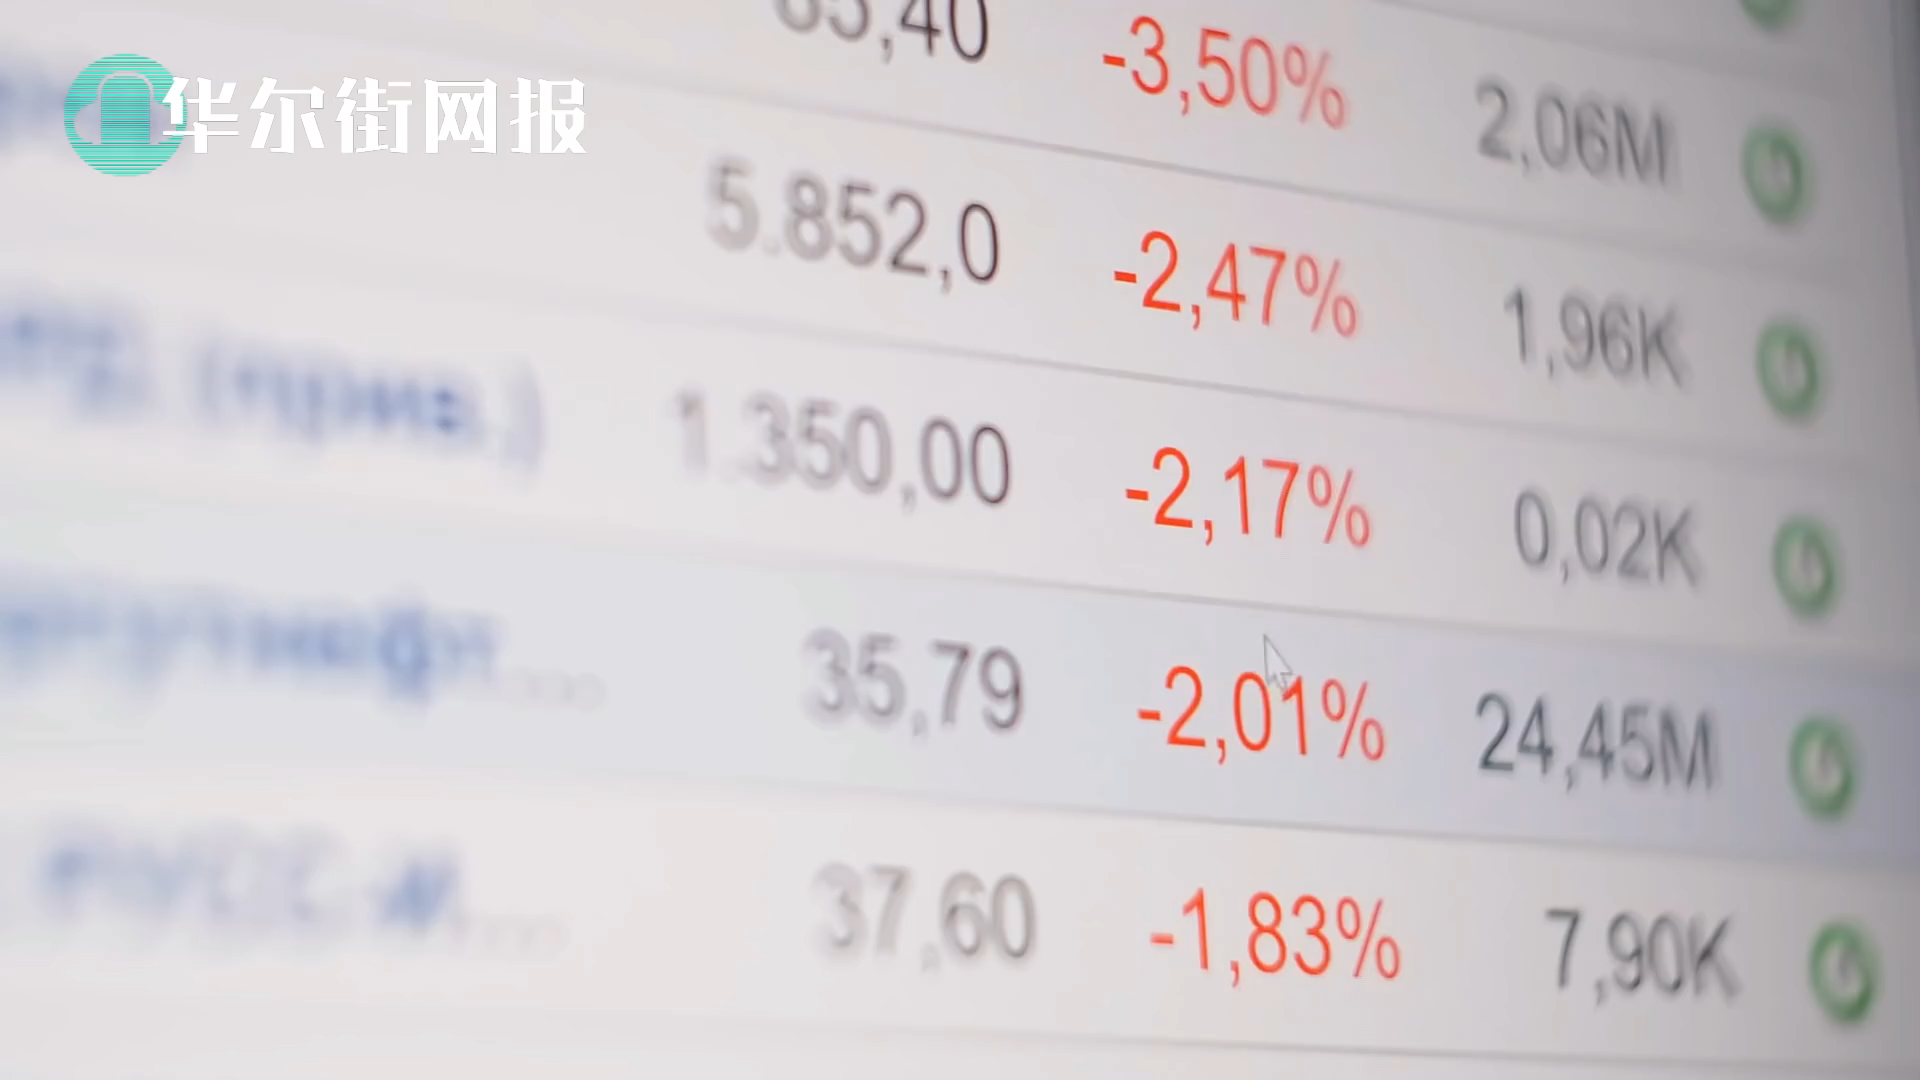 华尔街网报
-3,50% 2,06M
5.852,0 -2,47% 1,96K
(прив.) 1.350,00 -2,17% 0,02K
35,79 -2,01% 24,45M
37,60 -1,83% 7,90K